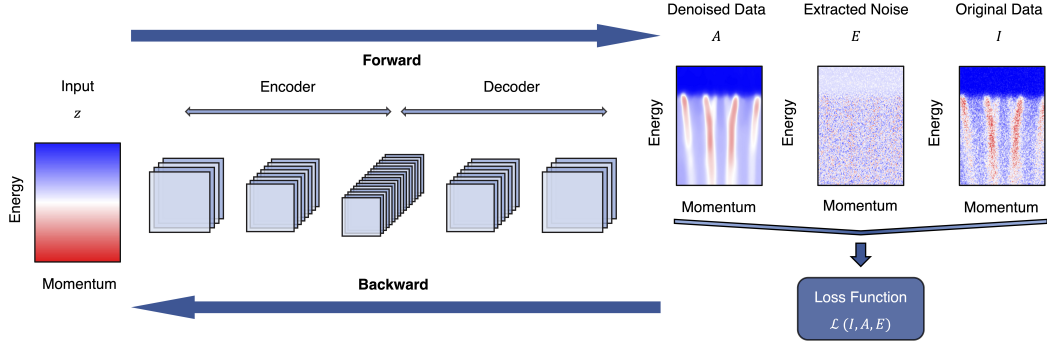 Denoised Data
Extracted Noise
Original Data
A
E
I
Forward
Input
z
Encoder
Decoder
Energy
Momentum
Energy
Momentum
Energy
Momentum
Energy
Momentum
Backward
Loss Function
ℒ (I, A, E)